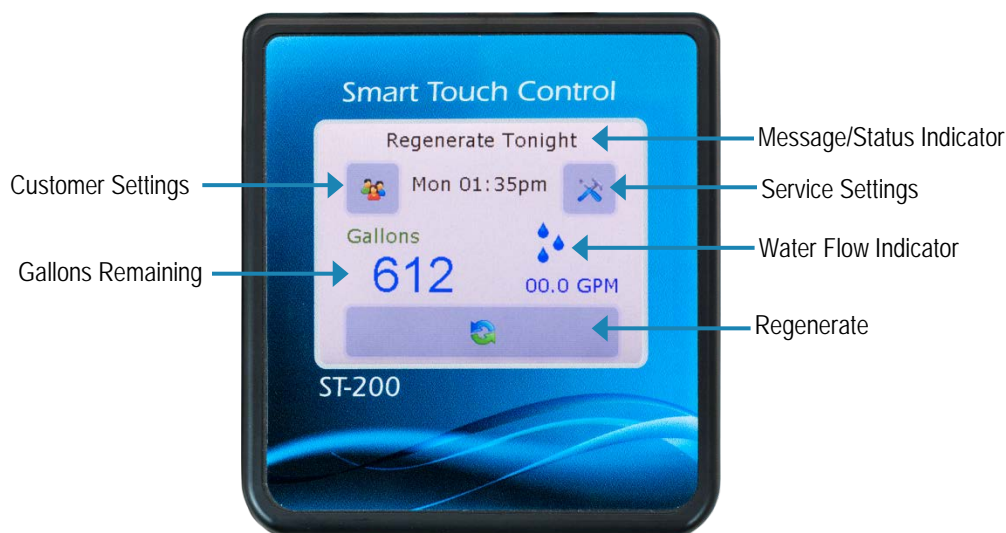 Smart Touch Control
Regenerate Tonight
Message/Status Indicator
Customer Settings
Mon 01:35pm
Service Settings
Gallons
Water Flow Indicator
Gallons Remaining
612
00.0 GPM
Regenerate
ST-200